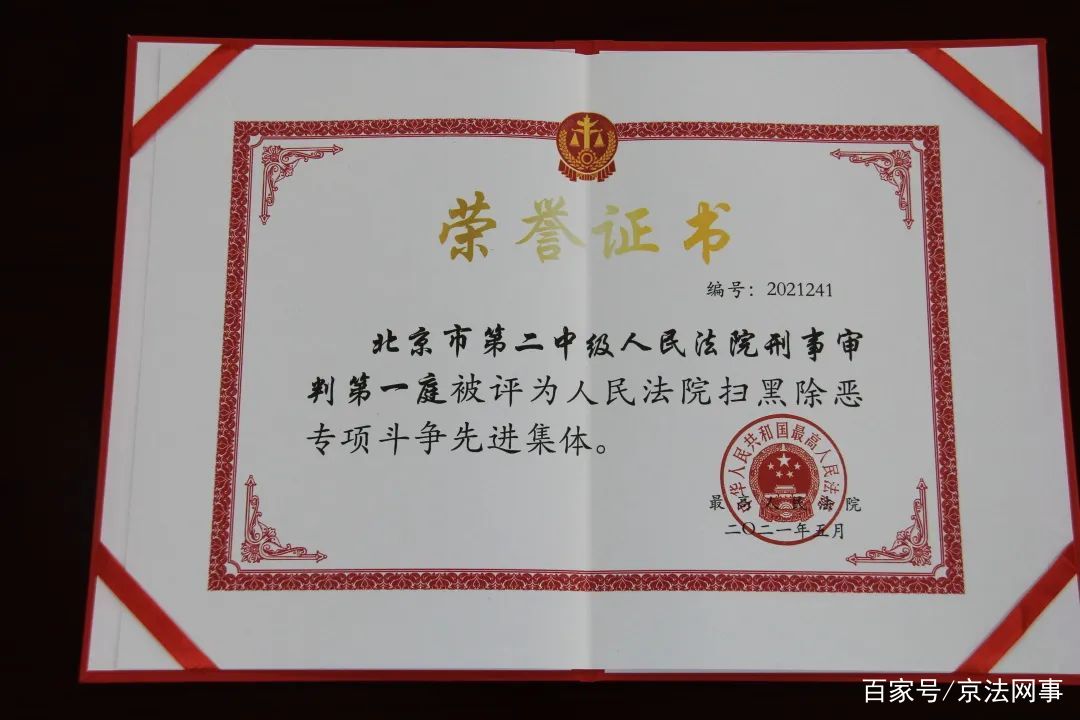 荣誉证书
编号：2021241
北京市第二中级人民法院刑事审
判第一庭被评为人民法院扫黑除恶
专项斗争先进集体。
中华人民共和国最高人民法院
最高人民法院
二〇二一年五月
百家号/京法网事